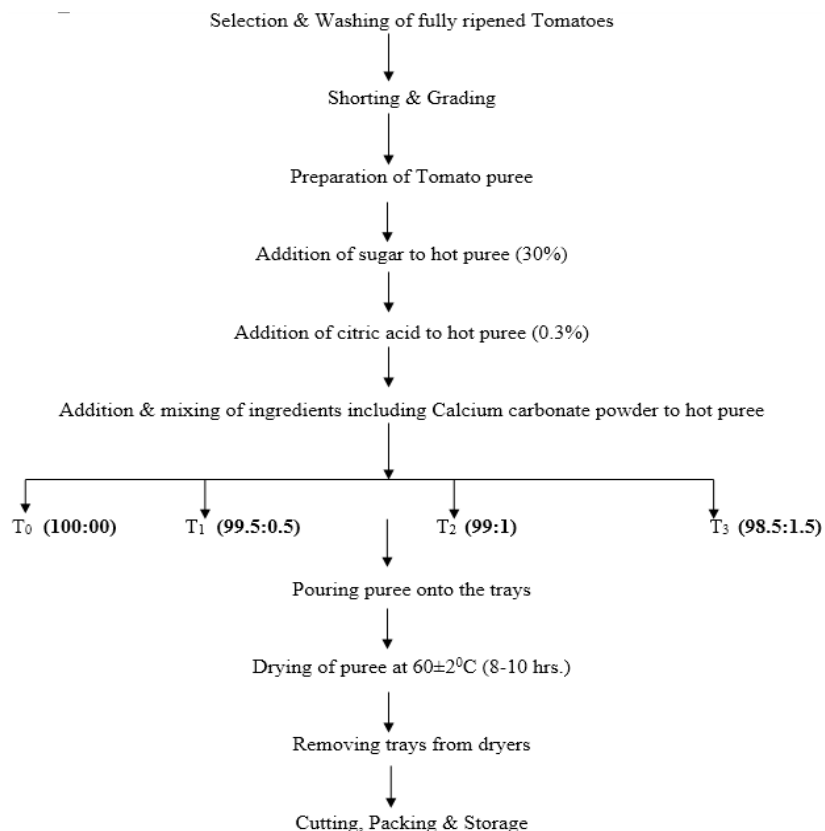 Selection & Washing of fully ripened Tomatoes
Shorting & Grading
Preparation of Tomato puree
Addition of sugar to hot puree (30%)
Addition of citric acid to hot puree (0.3%)
Addition & mixing of ingredients including Calcium carbonate powder to hot puree
T₀ (100:00) T₁ (99.5:0.5) T₂ (99:1) T₃ (98.5:1.5)
Pouring puree onto the trays
Drying of puree at 60±2⁰C (8-10 hrs.)
Removing trays from dryers
Cutting, Packing & Storage